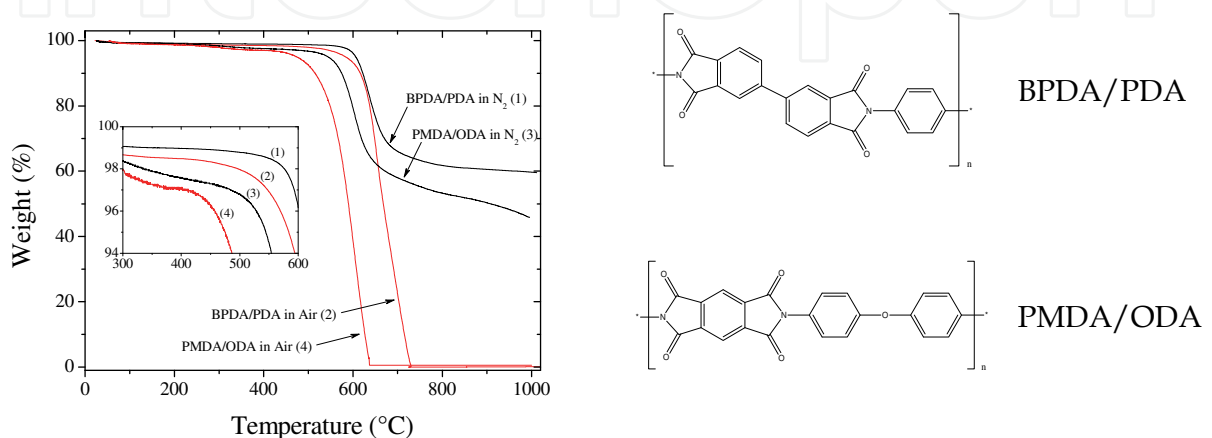 intechopen
100
80
60
40
20
0
Weight (%)
0
200
400
600
800
1000
Temperature (°C)
BPDA/PDA in N₂ (1)
PMDA/ODA in N₂ (3)
BPDA/PDA in Air (2)
PMDA/ODA in Air (4)
99
98
96
94
300
400
500
600
(1)
(2)
(3)
(4)
O
O
O
O
N
N
*
*
n
BPDA/PDA
O
O
O
O
N
N
O
*
*
n
PMDA/ODA